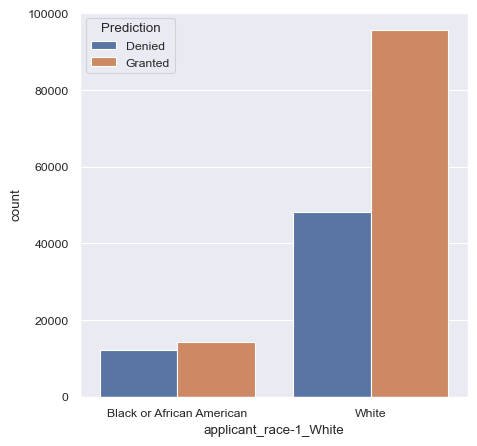 Prediction
Denied
Granted
100000
80000
60000
40000
20000
0
count
Black or African American
White
applicant_race-1_White